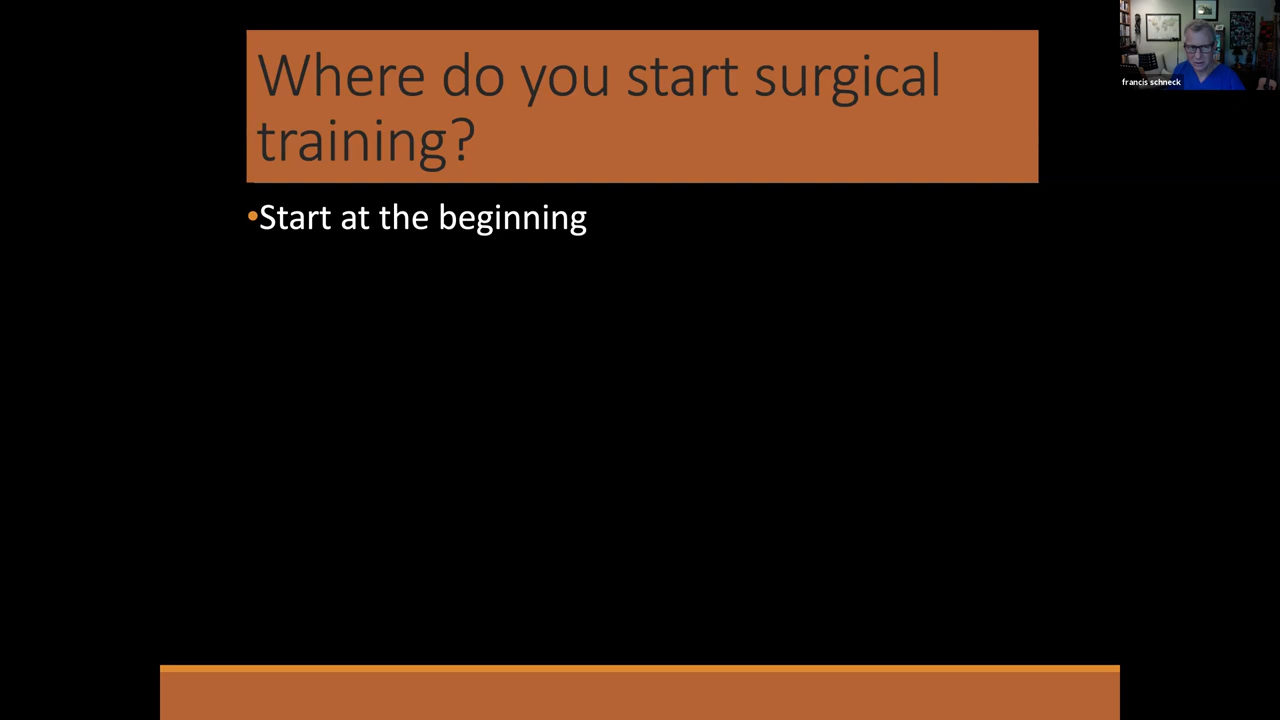 Where do you start surgical
training?
•Start at the beginning
francis schneck